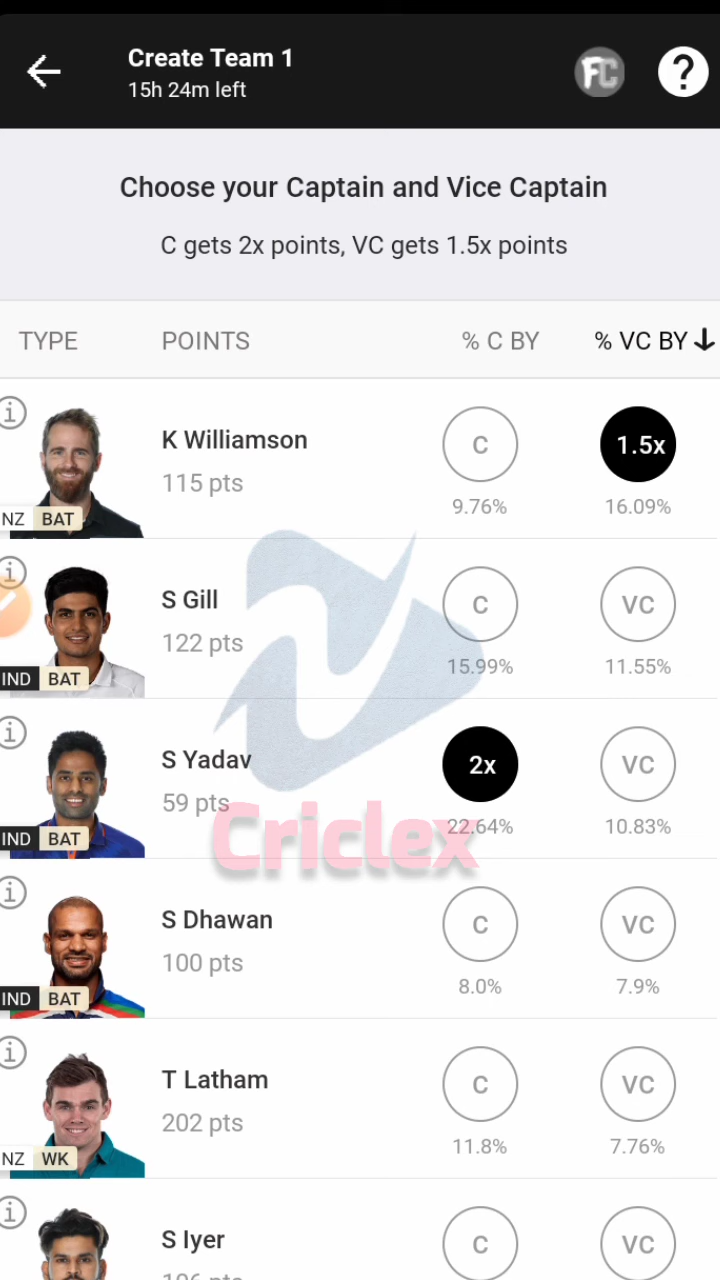 Create Team 1
15h 24m left
FC
?
Choose your Captain and Vice Captain
C gets 2x points, VC gets 1.5x points
TYPE POINTS % C BY % VC BY
K Williamson
115 pts
C 1.5x
9.76% 16.09%
NZ BAT
S Gill
122 pts
C VC
15.99% 11.55%
IND BAT
S Yadav
59 pts
2x VC
22.64% 10.83%
IND BAT
Criclex
S Dhawan
100 pts
C VC
8.0% 7.9%
IND BAT
T Latham
202 pts
C VC
11.8% 7.76%
NZ WK
S Iyer
C VC